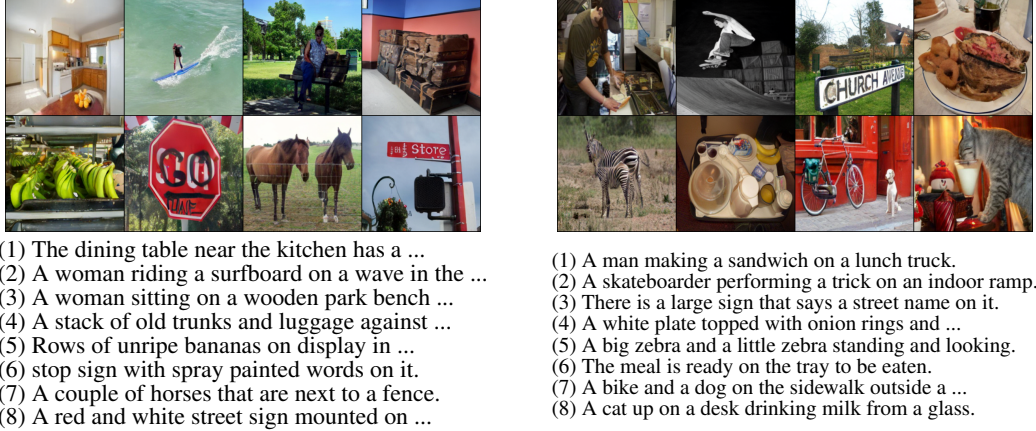 GO
Store
CHURCH AVENUE
(1) The dining table near the kitchen has a ...
(2) A woman riding a surfboard on a wave in the ...
(3) A woman sitting on a wooden park bench ...
(4) A stack of old trunks and luggage against ...
(5) Rows of unripe bananas on display in ...
(6) stop sign with spray painted words on it.
(7) A couple of horses that are next to a fence.
(8) A red and white street sign mounted on ...
(1) A man making a sandwich on a lunch truck.
(2) A skateboarder performing a trick on an indoor ramp.
(3) There is a large sign that says a street name on it.
(4) A white plate topped with onion rings and ...
(5) A big zebra and a little zebra standing and looking.
(6) The meal is ready on the tray to be eaten.
(7) A bike and a dog on the sidewalk outside a ...
(8) A cat up on a desk drinking milk from a glass.